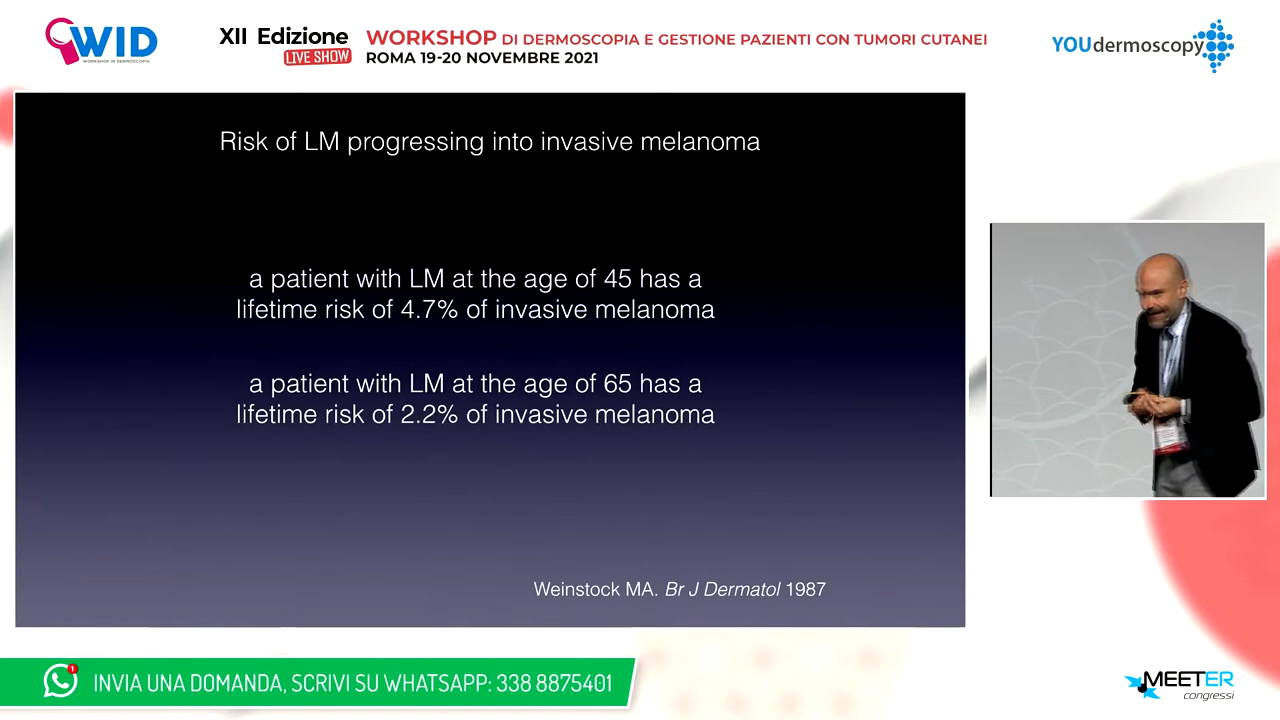 WID
WORKSHOP IN DERMOSCOPIA
XII Edizione
LIVE SHOW
WORKSHOP DI DERMOSCOPIA E GESTIONE PAZIENTI CON TUMORI CUTANEI
ROMA 19-20 NOVEMBRE 2021
YOUdermoscopy
Risk of LM progressing into invasive melanoma
a patient with LM at the age of 45 has a
lifetime risk of 4.7% of invasive melanoma
a patient with LM at the age of 65 has a
lifetime risk of 2.2% of invasive melanoma
Weinstock MA. Br J Dermatol 1987
1
INVIA UNA DOMANDA, SCRIVI SU WHATSAPP: 338 8875401
MEETER
congressi